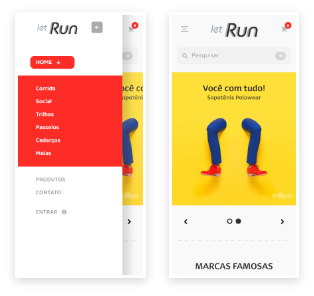 let Run
HOME +
Corrida
Social
Trilhos
Passeios
Cadarços
Meias
PRODUTOS
CONTATO
ENTRAR
let Run
Pesquisar
Você com tudo!
Sapatênis Polowear
MARCAS FAMOSAS